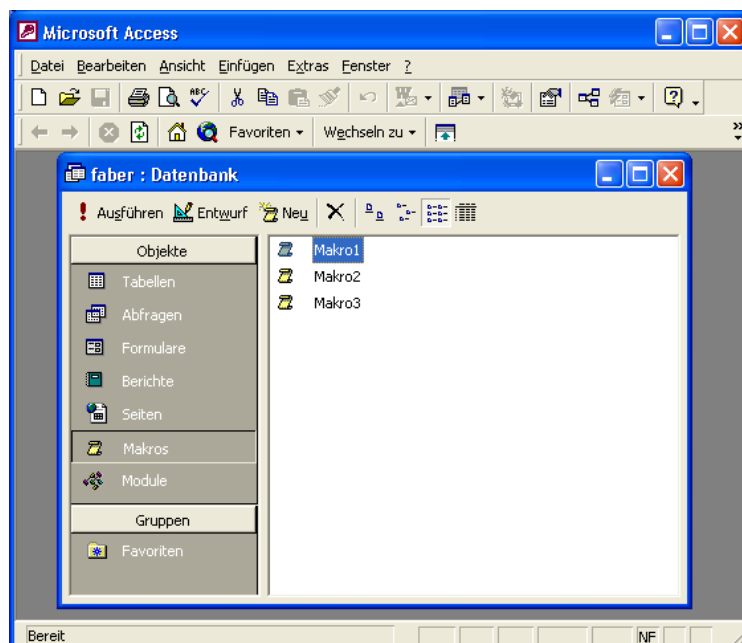 Microsoft Access
Datei Bearbeiten Ansicht Einfügen Extras Fenster ?
ABC
Favoriten Wechseln zu
faber : Datenbank
Ausführen Entwurf Neu
Objekte
Tabellen
Abfragen
Formulare
Berichte
Seiten
Makros
Module
Gruppen
Favoriten
Makro1
Makro2
Makro3
Bereit NF